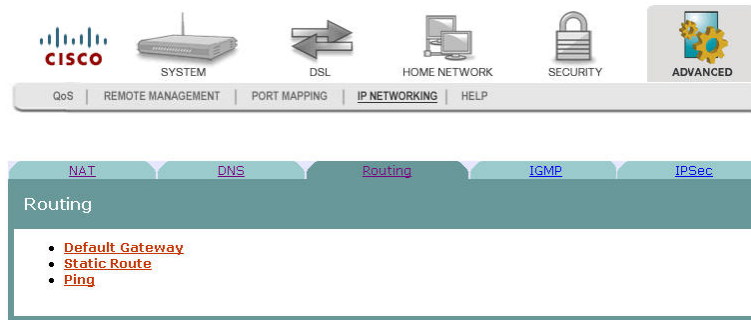 CISCO
SYSTEM DSL HOME NETWORK SECURITY ADVANCED
QoS | REMOTE MANAGEMENT | PORT MAPPING | IP NETWORKING | HELP
NAT DNS Routing IGMP IPSec
Routing
• Default Gateway
• Static Route
• Ping